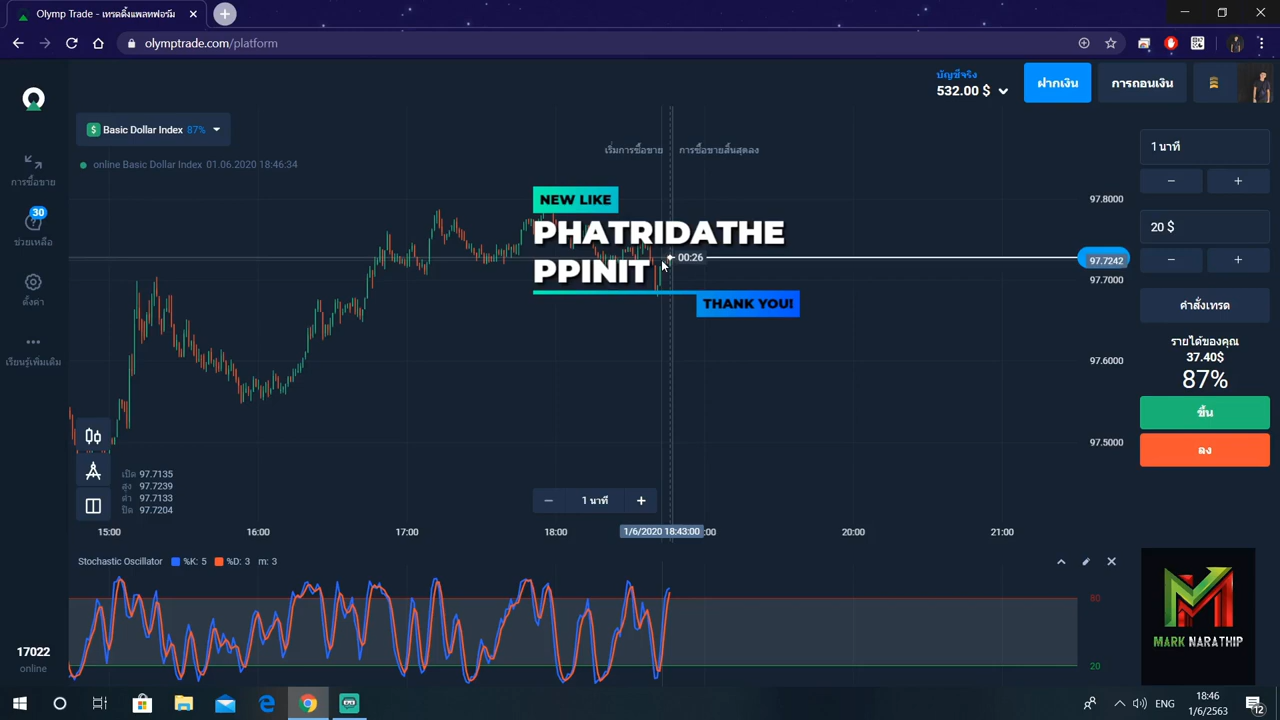 Olymp Trade - เทรดดิ้งแพลทฟอร์ม
olymptrade.com/platform
บัญชีจริง
532.00 $
ฝากเงิน
การถอนเงิน
Basic Dollar Index 87%
online Basic Dollar Index 01.06.2020 18:46:34
เริ่มการซื้อขาย
การซื้อขายสิ้นสุดลง
การซื้อขาย
30
ช่วยเหลือ
ตั้งค่า
เรียนรู้เพิ่มเติม
NEW LIKE
PHATRIDATHE
PPINIT
THANK YOU!
00:26
97.8000
97.7242
97.7000
97.6000
97.5000
1 นาที
20 $
คำสั่งเทรด
รายได้ของคุณ
37.40$
87%
ขึ้น
ลง
เปิด 97.7135
สูง 97.7239
ต่ำ 97.7133
ปิด 97.7204
1 นาที
15:00 16:00 17:00 18:00 1/6/2020 18:43:00 :00 20:00 21:00
Stochastic Oscillator %K: 5 %D: 3 m: 3
80
20
MARK NARATHIP
17022
online
ENG
18:46
1/6/2563
12